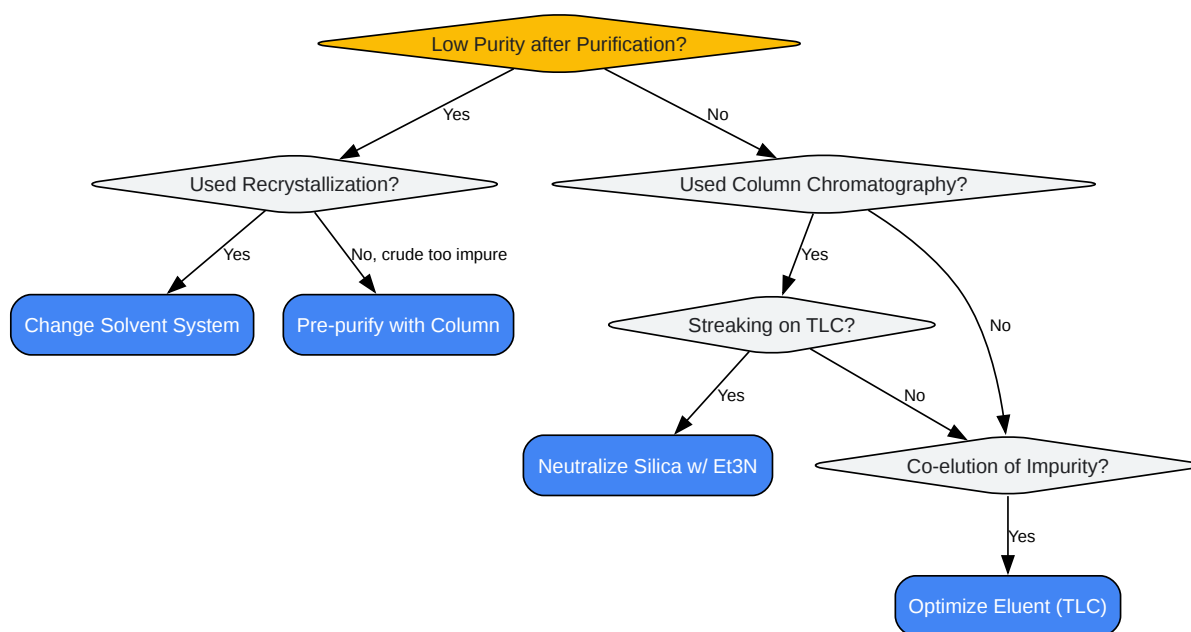 Low Purity after Purification?
Yes
No
Used Recrystallization?
Used Column Chromatography?
Yes
No, crude too impure
Yes
No
Change Solvent System
Pre-purify with Column
Streaking on TLC?
Yes
No
Neutralize Silica w/ Et3N
Co-elution of Impurity?
Yes
Optimize Eluent (TLC)